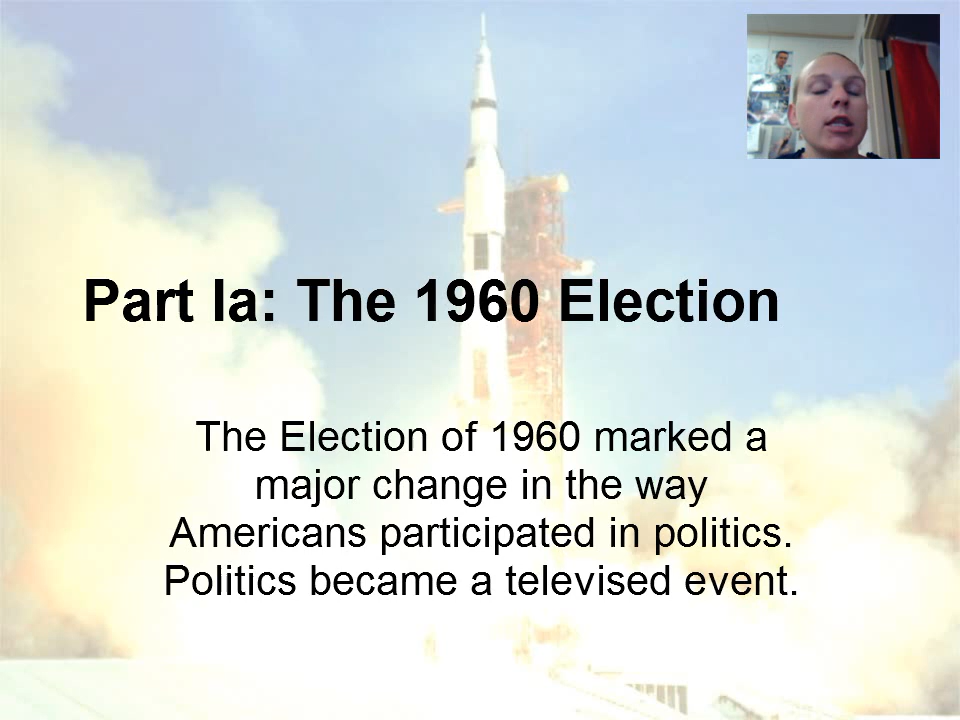 Part Ia: The 1960 Election
The Election of 1960 marked a
major change in the way
Americans participated in politics.
Politics became a televised event.